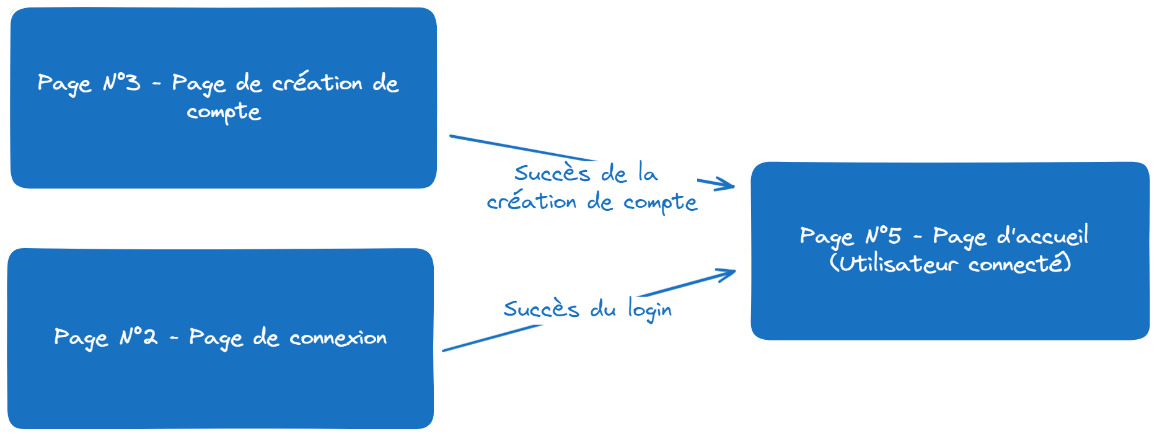 Page N°3 - Page de création de
compte
Succès de la
création de compte
Page N°5 - Page d'accueil
(Utilisateur connecté)
Succès du login
Page N°2 - Page de connexion